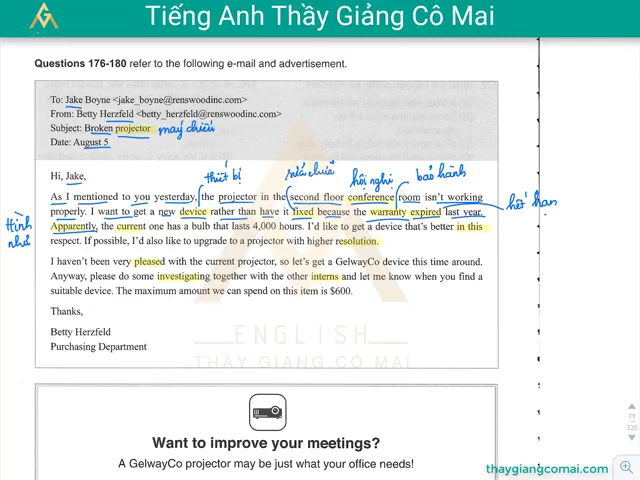 Tiếng Anh Thầy Giảng Cô Mai
Questions 176-180 refer to the following e-mail and advertisement.
To: Jake Boyne <jake_boyne@renswoodinc.com>
From: Betty Herzfeld <betty_herzfeld@renswoodinc.com>
Subject: Broken projector máy chiếu
Date: August 5
Hi, Jake,
thiết bị sửa chữa hội nghị bảo hành
As I mentioned to you yesterday, the projector in the second floor conference room isn't working
properly. I want to get a new device rather than have it fixed because the warranty expired last year. hết hạn
Hình như
Apparently, the current one has a bulb that lasts 4,000 hours. I'd like to get a device that's better in this
respect. If possible, I'd also like to upgrade to a projector with higher resolution.
I haven't been very pleased with the current projector, so let's get a GelwayCo device this time around.
Anyway, please do some investigating together with the other interns and let me know when you find a
suitable device. The maximum amount we can spend on this item is $600.
Thanks,
Betty Herzfeld
Purchasing Department
ENGLISH
THẦY GIẢNG CÔ MAI
Want to improve your meetings?
A GelwayCo projector may be just what your office needs!
79
220
thaygiangcomai.com